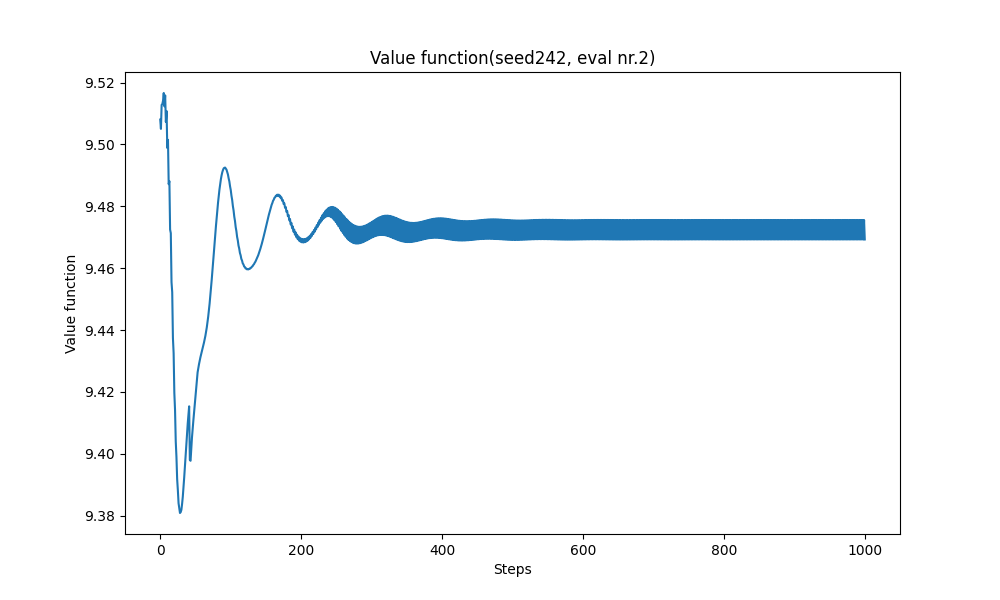 Value function(seed242, eval nr.2)
Value function
9.52
9.50
9.48
9.46
9.44
9.42
9.40
9.38
0 200 400 600 800 1000
Steps